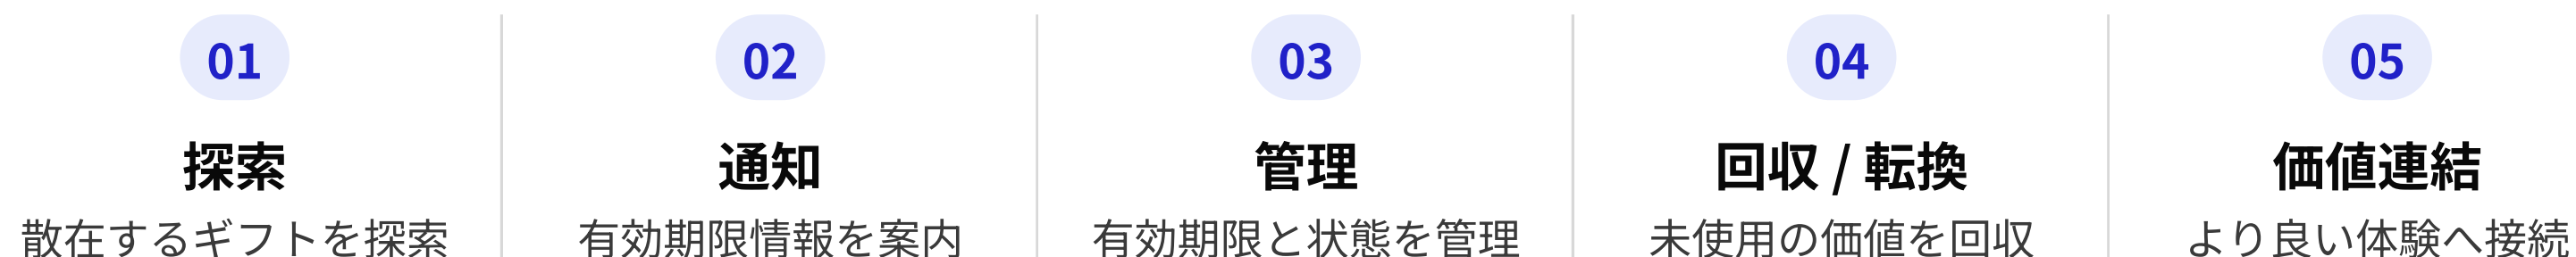 01
探索
散在するギフトを探索
02
通知
有効期限情報を案内
03
管理
有効期限と状態を管理
04
回収 / 転換
未使用の価値を回収
05
価値連結
より良い体験へ接続